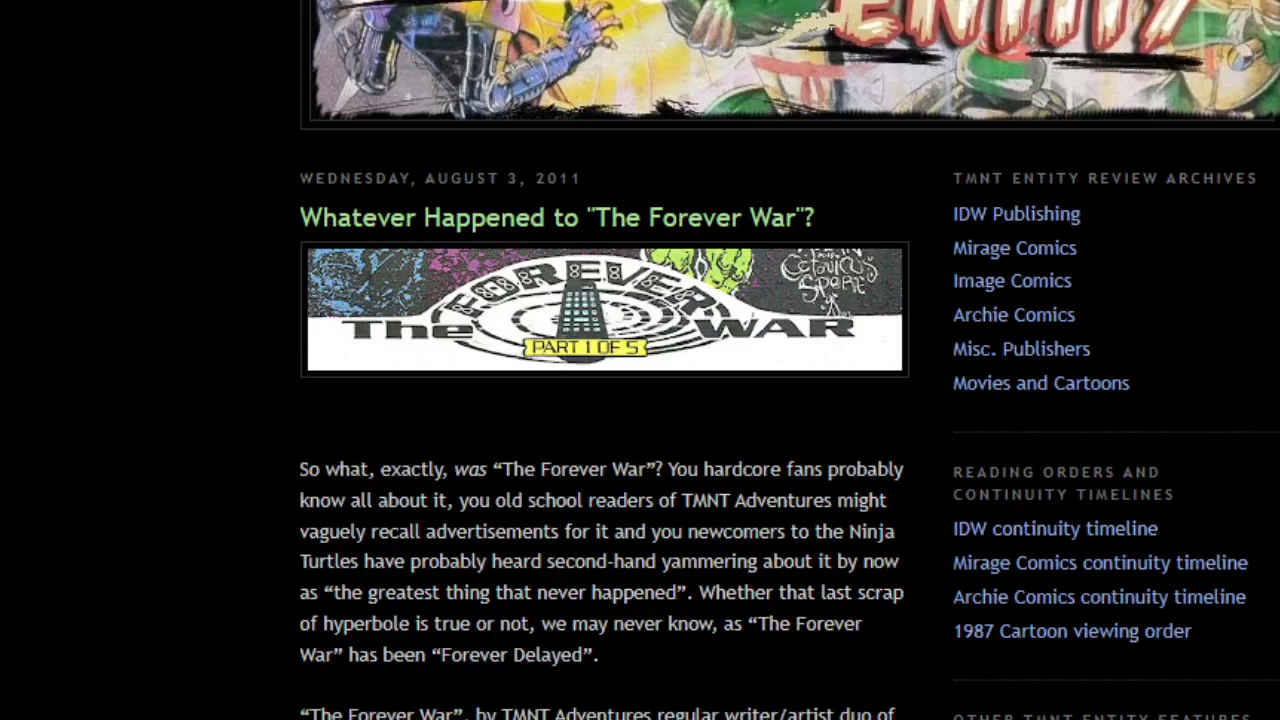 ENTITY
WEDNESDAY, AUGUST 3, 2011
Whatever Happened to "The Forever War"?
FOREVER
The WAR
PART 1 OF 5
So what, exactly, was “The Forever War”? You hardcore fans probably
know all about it, you old school readers of TMNT Adventures might
vaguely recall advertisements for it and you newcomers to the Ninja
Turtles have probably heard second-hand yammering about it by now
as “the greatest thing that never happened”. Whether that last scrap
of hyperbole is true or not, we may never know, as “The Forever
War” has been “Forever Delayed”.
“The Forever War”, by TMNT Adventures regular writer/artist duo of
TMNT ENTITY REVIEW ARCHIVES
IDW Publishing
Mirage Comics
Image Comics
Archie Comics
Misc. Publishers
Movies and Cartoons
READING ORDERS AND
CONTINUITY TIMELINES
IDW continuity timeline
Mirage Comics continuity timeline
Archie Comics continuity timeline
1987 Cartoon viewing order
OTHER TMNT ENTITY FEATURES